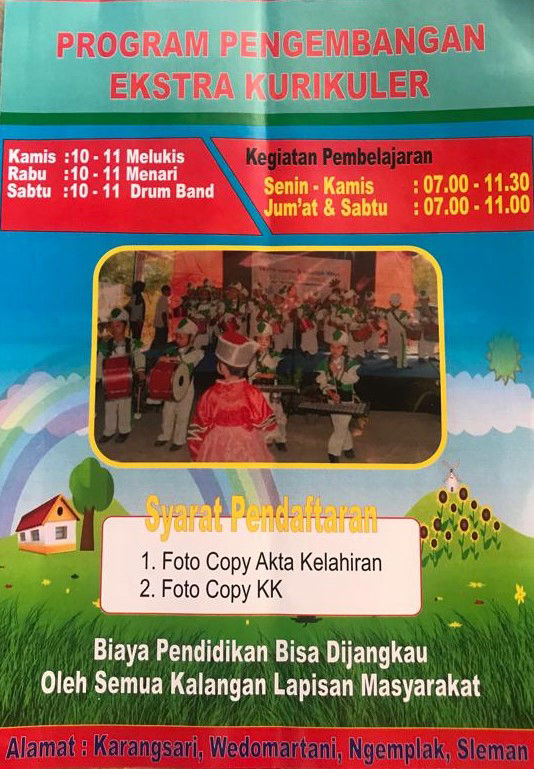 PROGRAM PENGEMBANGAN
EKSTRA KURIKULER
Kamis : 10 - 11 Melukis
Rabu : 10 - 11 Menari
Sabtu : 10 - 11 Drum Band
Kegiatan Pembelajaran
Senin - Kamis : 07.00 - 11.30
Jum'at & Sabtu : 07.00 - 11.00
Syarat Pendaftaran
1. Foto Copy Akta Kelahiran
2. Foto Copy KK
Biaya Pendidikan Bisa Dijangkau
Oleh Semua Kalangan Lapisan Masyarakat
Alamat : Karangsari, Wedomartani, Ngemplak, Sleman